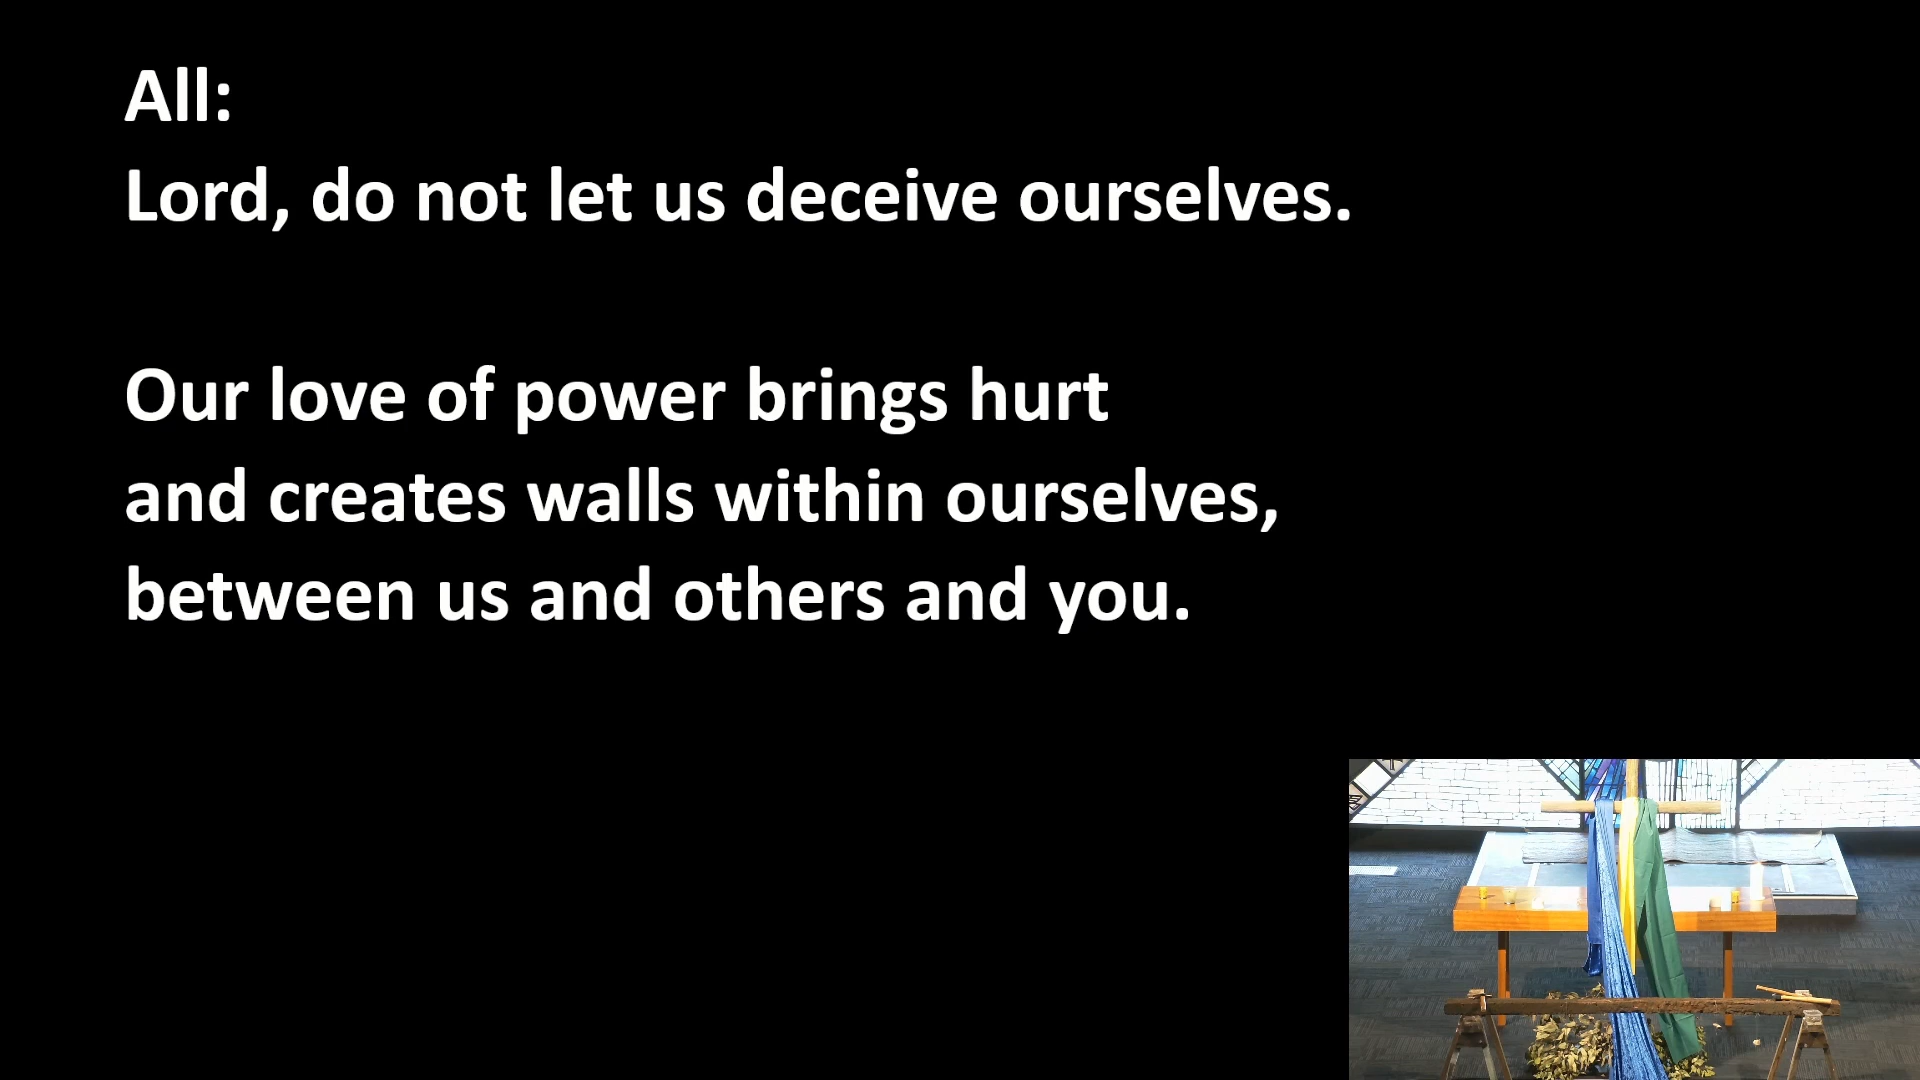 All:
Lord, do not let us deceive ourselves.
Our love of power brings hurt
and creates walls within ourselves,
between us and others and you.